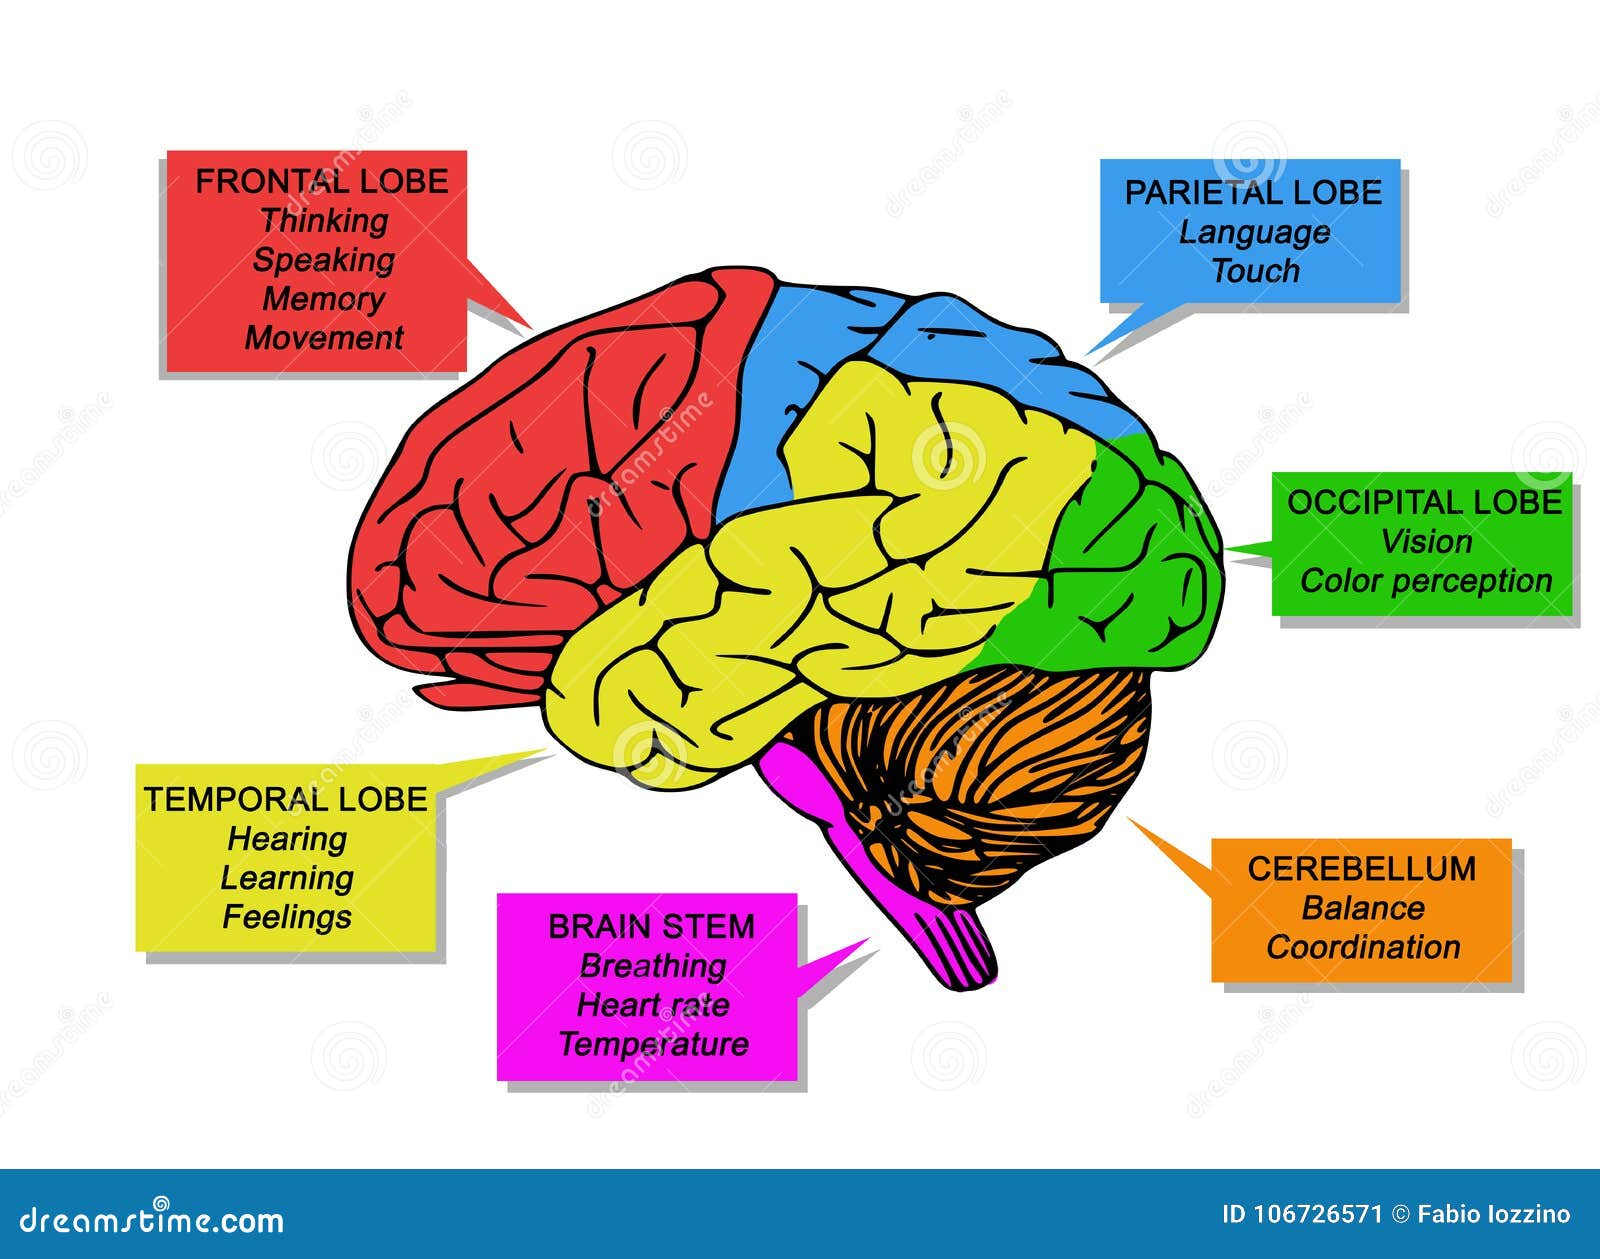 FRONTAL LOBE
Thinking
Speaking
Memory
Movement
PARIETAL LOBE
Language
Touch
OCCIPITAL LOBE
Vision
Color perception
TEMPORAL LOBE
Hearing
Learning
Feelings
BRAIN STEM
Breathing
Heart rate
Temperature
CEREBELLUM
Balance
Coordination
dreamstime.com
ID 106726571 © Fabio Iozzino